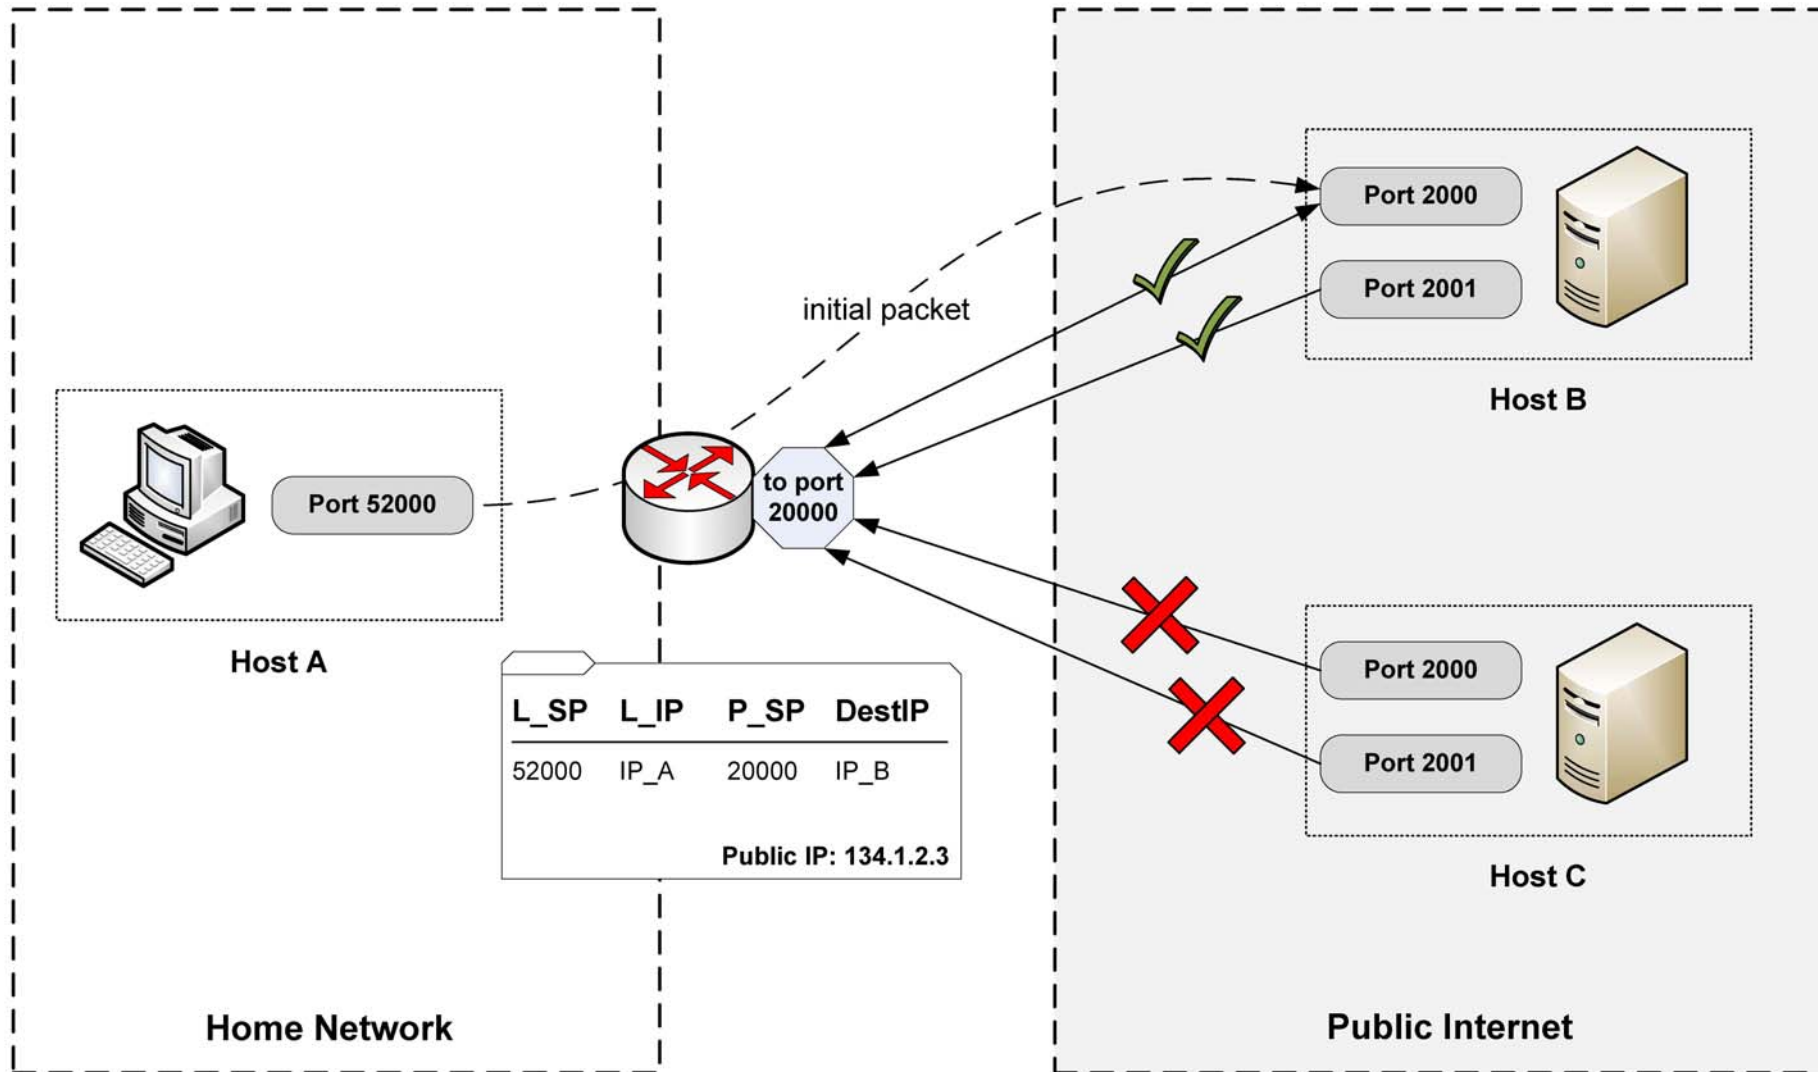 Port 2000
Port 2001
Host B
initial packet
Port 52000
to port
20000
Host A
L_SP L_IP P_SP DestIP
52000 IP_A 20000 IP_B
Public IP: 134.1.2.3
Port 2000
Port 2001
Host C
Home Network
Public Internet